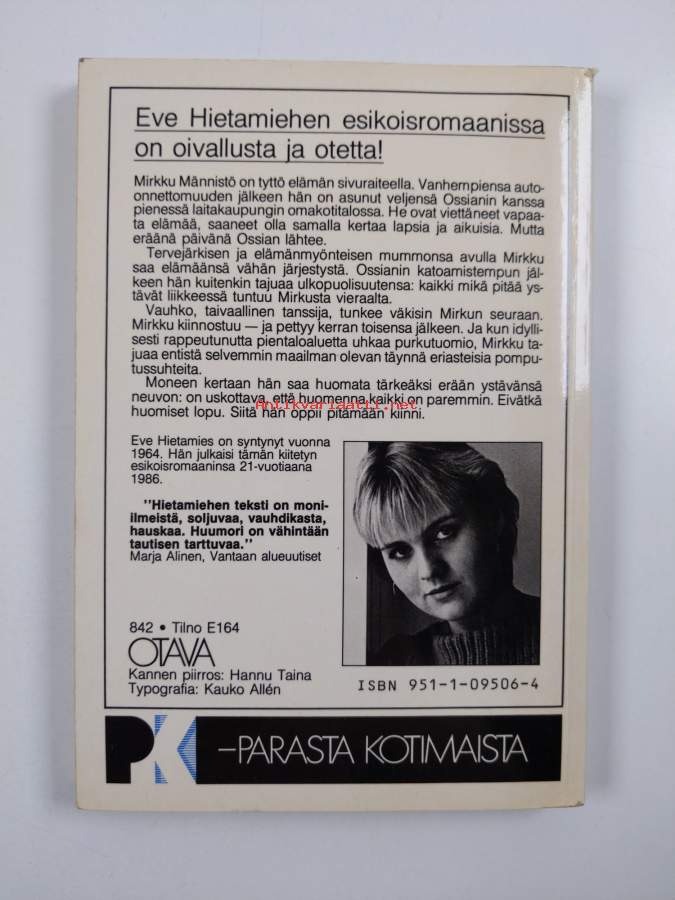 Eve Hietamiehen esikoisromaanissa
on oivallusta ja otetta!
Mirkku Männistö on tyttö elämän sivuraiteella. Vanhempiensa auto-
onnettomuuden jälkeen hän on asunut veljensä Ossianin kanssa
pienessä laitakaupungin omakotitalossa. He ovat viettäneet vapaa-
ta elämää, saaneet olla samalla kertaa lapsia ja aikuisia. Mutta
eräänä päivänä Ossian lähtee.
Tervejärkisen ja elämänmyönteisen mummonsa avulla Mirkku
saa elämäänsä vähän järjestystä. Ossianin katoamistempun jäl-
keen hän kuitenkin tajuaa ulkopuolisuutensa: kaikki mikä pitää ys-
tävät liikkeessä tuntuu Mirkusta vieraalta.
Vauhko, taivaallinen tanssija, tunkee väkisin Mirkun seuraan.
Mirkku kiinnostuu — ja pettyy kerran toisensa jälkeen. Ja kun idylli-
sesti rappeutunutta pientaloaluetta uhkaa purkutuomio, Mirkku ta-
juaa entistä selvemmin maailman olevan täynnä eriasteisia pompu-
tussuhteita.
Moneen kertaan hän saa huomata tärkeäksi erään ystävänsä
neuvon: on uskottava, että huomenna kaikki on paremmin. Eivätkä
Antikvariaatti.net
huomiset lopu. Siitä hän oppii pitämään kiinni.
Eve Hietamies on syntynyt vuonna
1964. Hän julkaisi tämän kiitetyn
esikoisromaaninsa 21-vuotiaana
1986.
"Hietamiehen teksti on moni-
ilmeistä, soljuvaa, vauhdikasta,
hauskaa. Huumori on vähintään
tautisen tarttuvaa."
Marja Alinen, Vantaan alueuutiset
842 • Tilno E164
OTAVA
Kannen piirros: Hannu Taina
Typografia: Kauko Allén
ISBN 951-1-09506-4
PK –PARASTA KOTIMAISTA